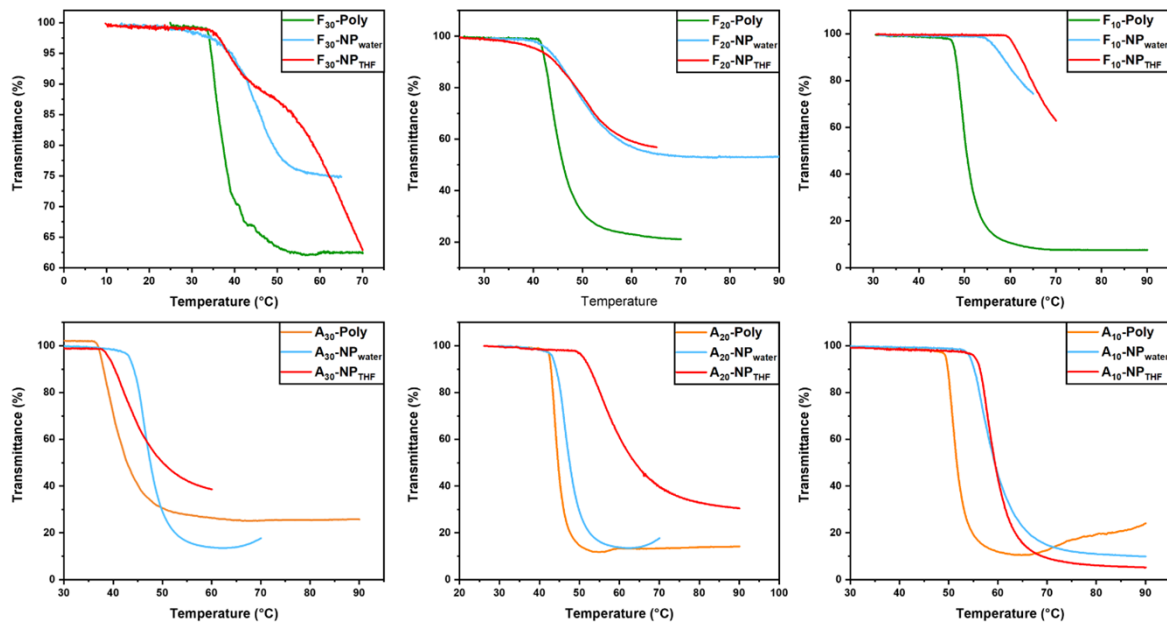 F30-Poly
F30-NPwater
F30-NPTHF
Transmittance (%)
100
95
90
85
80
75
70
65
60
0 10 20 30 40 50 60 70
Temperature (°C)
F20-Poly
F20-NPwater
F20-NPTHF
Transmittance (%)
100
80
60
40
20
30 40 50 60 70 80 90
Temperature
F10-Poly
F10-NPwater
F10-NPTHF
Transmittance (%)
100
80
60
40
20
0
30 40 50 60 70 80 90
Temperature (°C)
A30-Poly
A30-NPwater
A30-NPTHF
Transmittance (%)
100
80
60
40
20
0
30 40 50 60 70 80 90
Temperature (°C)
A20-Poly
A20-NPwater
A20-NPTHF
Transmittance (%)
100
80
60
40
20
0
20 30 40 50 60 70 80 90 100
Temperature (°C)
A10-Poly
A10-NPwater
A10-NPTHF
Transmittance (%)
100
80
60
40
20
0
30 40 50 60 70 80 90
Temperature (°C)